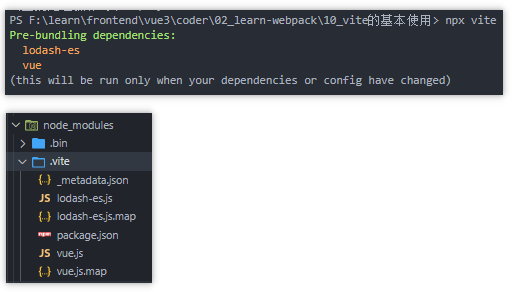 PS F:\learn\frontend\vue3\coder\02_learn-webpack\10_vite的基本使用> npx vite
Pre-bundling dependencies:
lodash-es
vue
(this will be run only when your dependencies or config have changed)
node_modules
.bin
.vite
_metadata.json
lodash-es.js
lodash-es.js.map
package.json
vue.js
vue.js.map